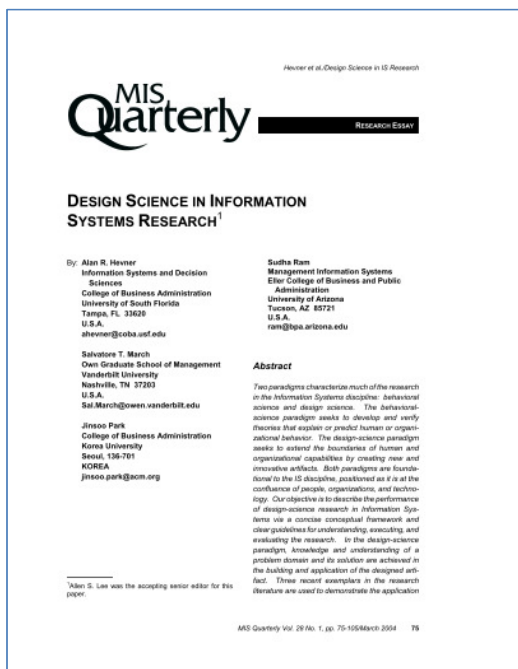 Hevner et al./Design Science in IS Research
MIS
Quarterly
RESEARCH ESSAY
DESIGN SCIENCE IN INFORMATION
SYSTEMS RESEARCH1
By: Alan R. Hevner
Information Systems and Decision
Sciences
College of Business Administration
University of South Florida
Tampa, FL 33620
U.S.A.
ahevner@coba.usf.edu
Salvatore T. March
Owen Graduate School of Management
Vanderbilt University
Nashville, TN 37203
U.S.A.
Sal.March@owen.vanderbilt.edu
Jinsoo Park
College of Business Administration
Korea University
Seoul, 136-701
KOREA
jinsoo.park@acm.org
1Allen S. Lee was the accepting senior editor for this
paper.
Sudha Ram
Management Information Systems
Eller College of Business and Public
Administration
University of Arizona
Tucson, AZ 85721
U.S.A.
ram@bpa.arizona.edu
Abstract
Two paradigms characterize much of the research
in the Information Systems discipline: behavioral
science and design science. The behavioral-
science paradigm seeks to develop and verify
theories that explain or predict human or organi-
zational behavior. The design-science paradigm
seeks to extend the boundaries of human and
organizational capabilities by creating new and
innovative artifacts. Both paradigms are founda-
tional to the IS discipline, positioned as it is at the
confluence of people, organizations, and techno-
logy. Our objective is to describe the performance
of design-science research in Information Sys-
tems via a concise conceptual framework and
clear guidelines for understanding, executing, and
evaluating the research. In the design-science
paradigm, knowledge and understanding of a
problem domain and its solution are achieved in
the building and application of the designed arti-
fact. Three recent exemplars in the research
literature are used to demonstrate the application
MIS Quarterly Vol. 28 No. 1, pp. 75-105/March 2004 75